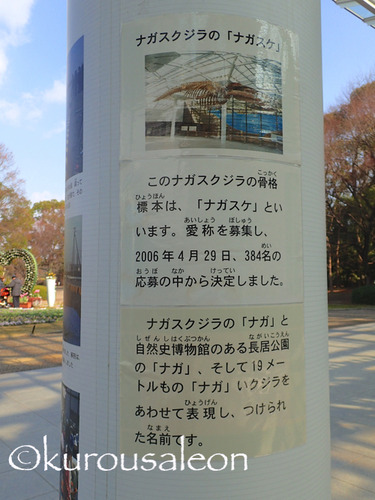 ナガスクジラの「ナガスケ」
このナガスクジラの骨格
標本は、「ナガスケ」とい
います。愛称を募集し、
2006年4月29日、384名の
応募の中から決定しました。
ナガスクジラの「ナガ」と
自然史博物館のある長居公園
の「ナガ」、そして19メー
トルもの「ナガ」いクジラを
あわせて表現し、つけられ
た名前です。
©kurousaleon